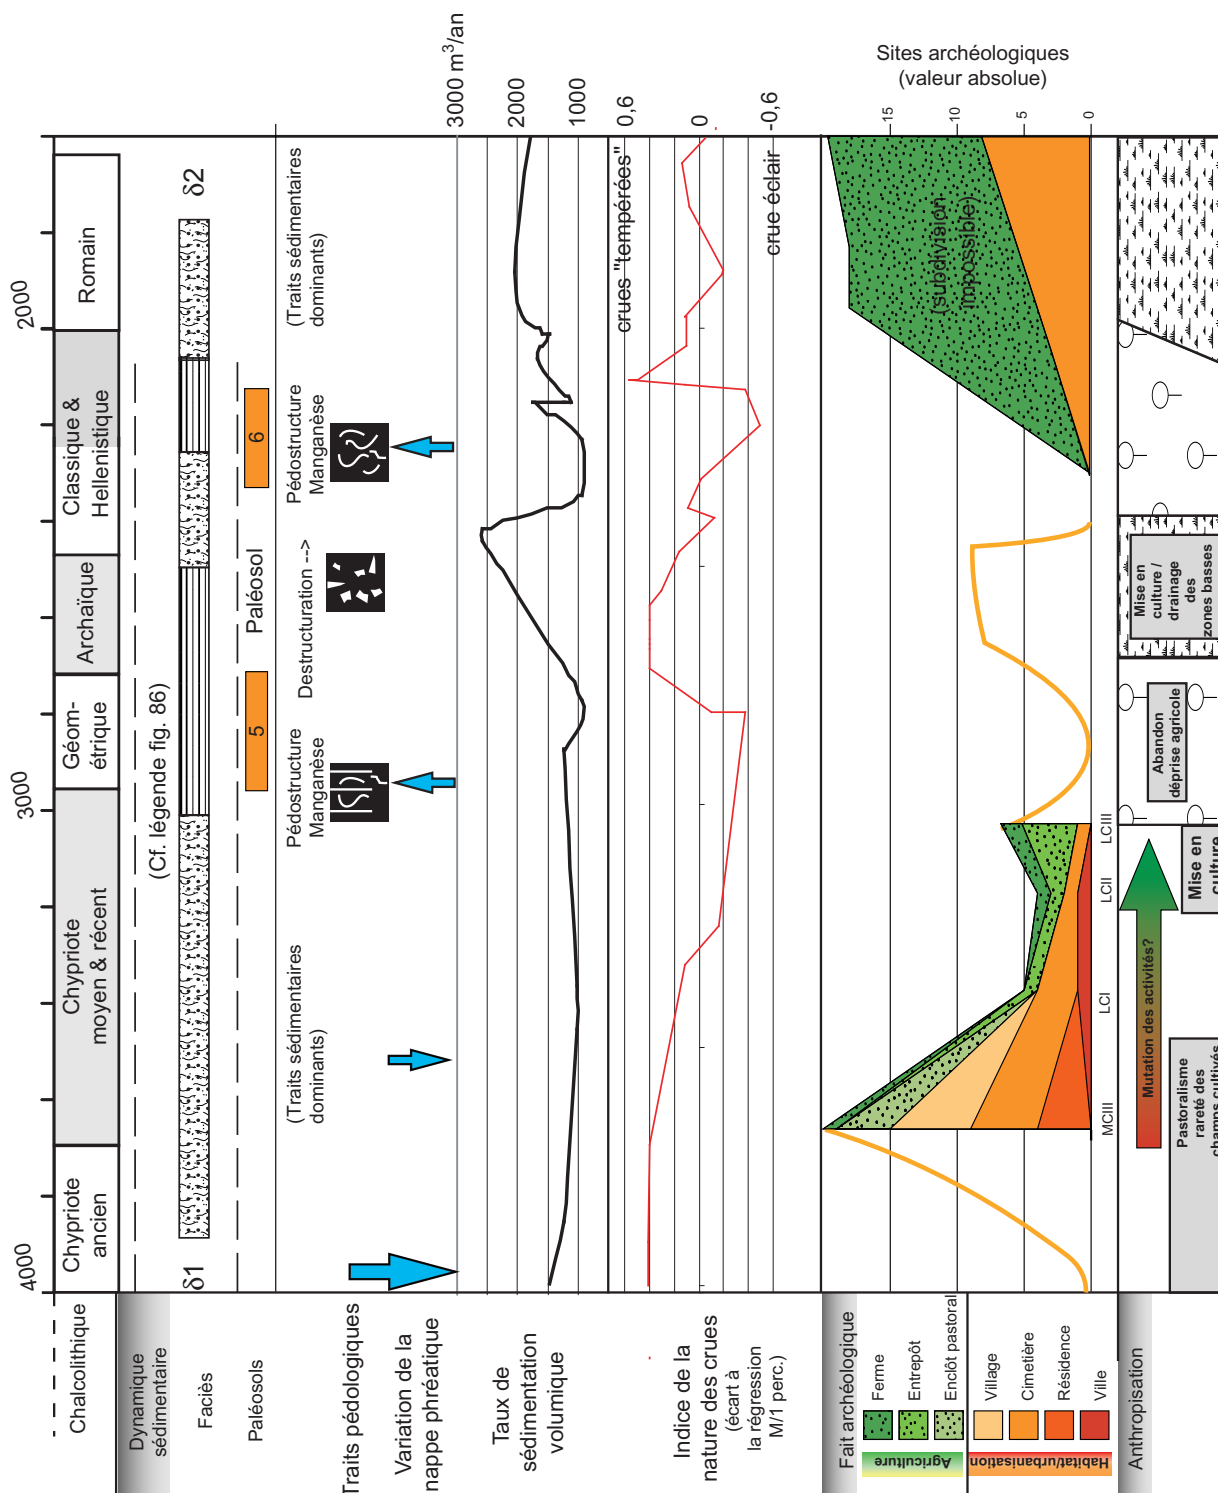 4000
3000
2000
Chalcolithique
Chypriote
ancien
Chypriote
moyen & récent
Géom-
étrique
Archaïque
Classique &
Hellenistique
Romain
Dynamique
sédimentaire
(Cf. légende fig. 86)
Faciès
δ1
δ2
Paléosols
5
Paléosol
6
Traits pédologiques
(Traits sédimentaires
dominants)
Pédostructure
Manganèse
Destructuration -->
Pédostructure
Manganèse
(Traits sédimentaires
dominants)
Variation de la
nappe phréatique
Taux de
sédimentation
volumique
3000 m³/an
2000
1000
Indice de la
nature des crues
(écart à
la régression
M/1 perc.)
0,6
0
-0,6
crues "tempérées"
crue éclair
Sites archéologiques
(valeur absolue)
15
10
5
0
Fait archéologique
Agriculture
Ferme
Entrepôt
Enclôt pastoral
Habitat/urbanisation
Village
Cimetière
Résidence
Ville
(subdivision
impossible)
MCIII
LCI
LCII
LCIII
Anthropisation
Mutation des activités?
Pastoralisme
rareté des
champs cultivés
Mise en
culture
Abandon
déprise agricole
Mise en
culture /
drainage
des
zones basses